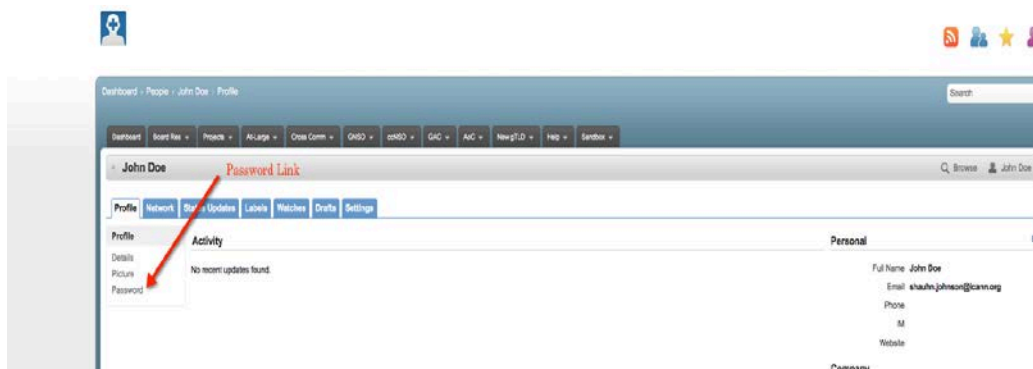 Dashboard › People › John Doe › Profile
Search
Dashboard Board Res Projects At-Large Cross Comm GNSO ccNSO GAC AoC New gTLD Help Sandbox
John Doe
Password Link
Browse John Doe
Profile Network Status Updates Labels Watches Drafts Settings
Profile
Activity
Personal
Details
Picture
Password
No recent updates found.
Full Name John Doe
Email shauhn.johnson@icann.org
Phone
IM
Website
Company